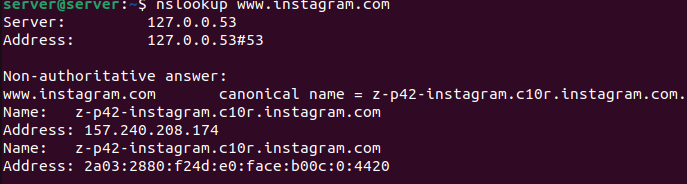 server@server:~$ nslookup www.instagram.com
Server: 127.0.0.53
Address: 127.0.0.53#53
Non-authoritative answer:
www.instagram.com canonical name = z-p42-instagram.c10r.instagram.com.
Name: z-p42-instagram.c10r.instagram.com
Address: 157.240.208.174
Name: z-p42-instagram.c10r.instagram.com
Address: 2a03:2880:f24d:e0:face:b00c:0:4420